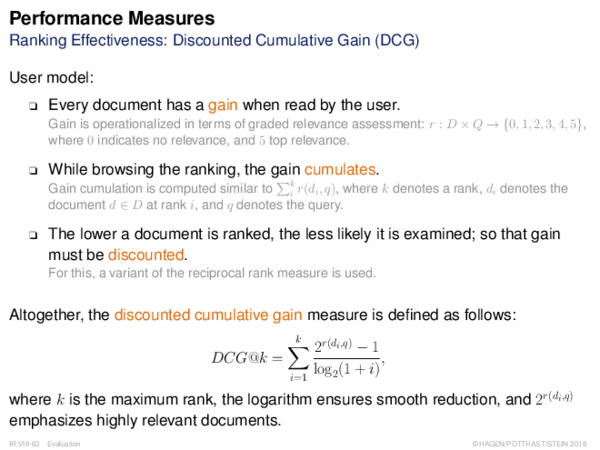 Performance Measures
Ranking Effectiveness: Discounted Cumulative Gain (DCG)
User model:
❑ Every document has a gain when read by the user.
Gain is operationalized in terms of graded relevance assessment: r : D × Q → {0, 1, 2, 3, 4, 5},
where 0 indicates no relevance, and 5 top relevance.
❑ While browsing the ranking, the gain cumulates.
Gain cumulation is computed similar to ∑_i^k r(d_i, q), where k denotes a rank, d_i denotes the
document d ∈ D at rank i, and q denotes the query.
❑ The lower a document is ranked, the less likely it is examined; so that gain
must be discounted.
For this, a variant of the reciprocal rank measure is used.
Altogether, the discounted cumulative gain measure is defined as follows:
DCG@k = ∑_{i=1}^{k} (2^{r(d_i,q)} − 1) / (log_2(1 + i)),
where k is the maximum rank, the logarithm ensures smooth reduction, and 2^{r(d_i,q)}
emphasizes highly relevant documents.
IR:VIII-63 Evaluation ©HAGEN/POTTHAST/STEIN 2018